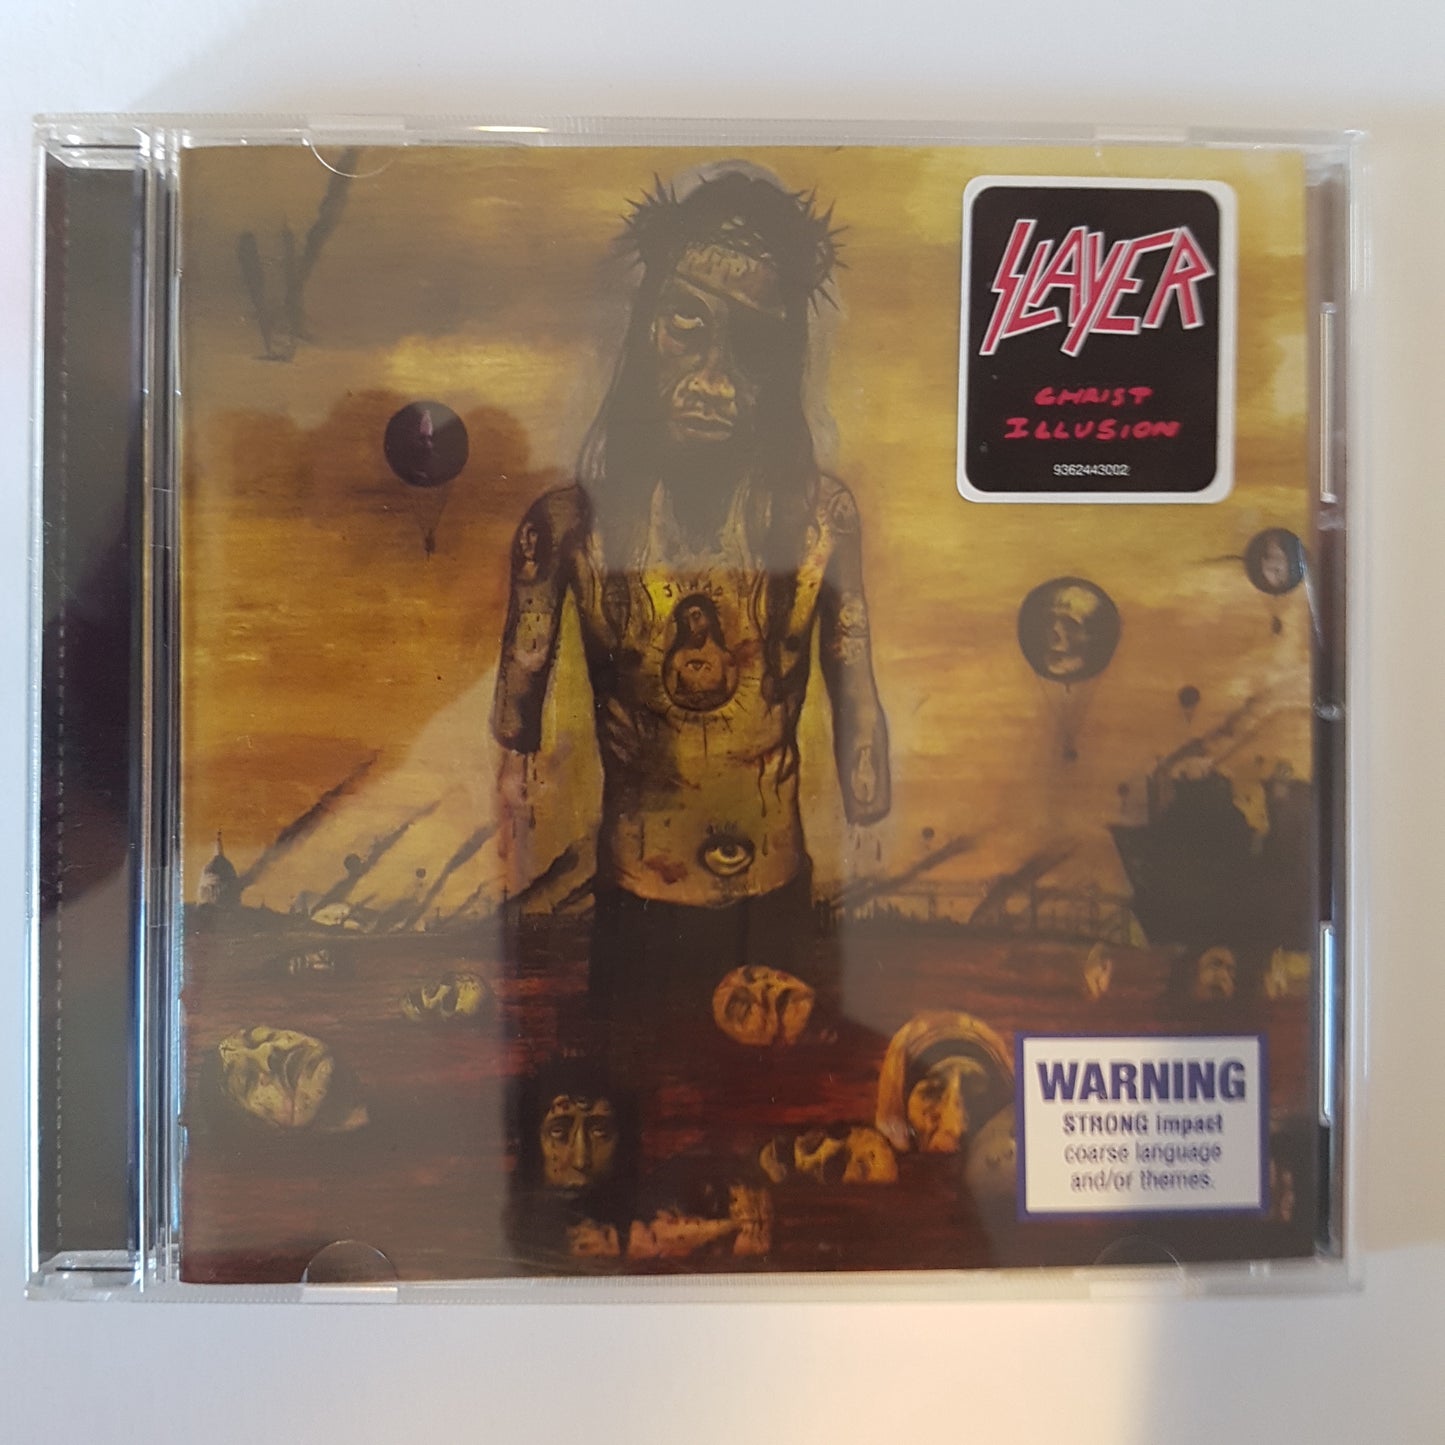 SLAYER
CHRIST
ILLUSION
9362443002
WARNING
STRONG impact
coarse language
and/or themes.